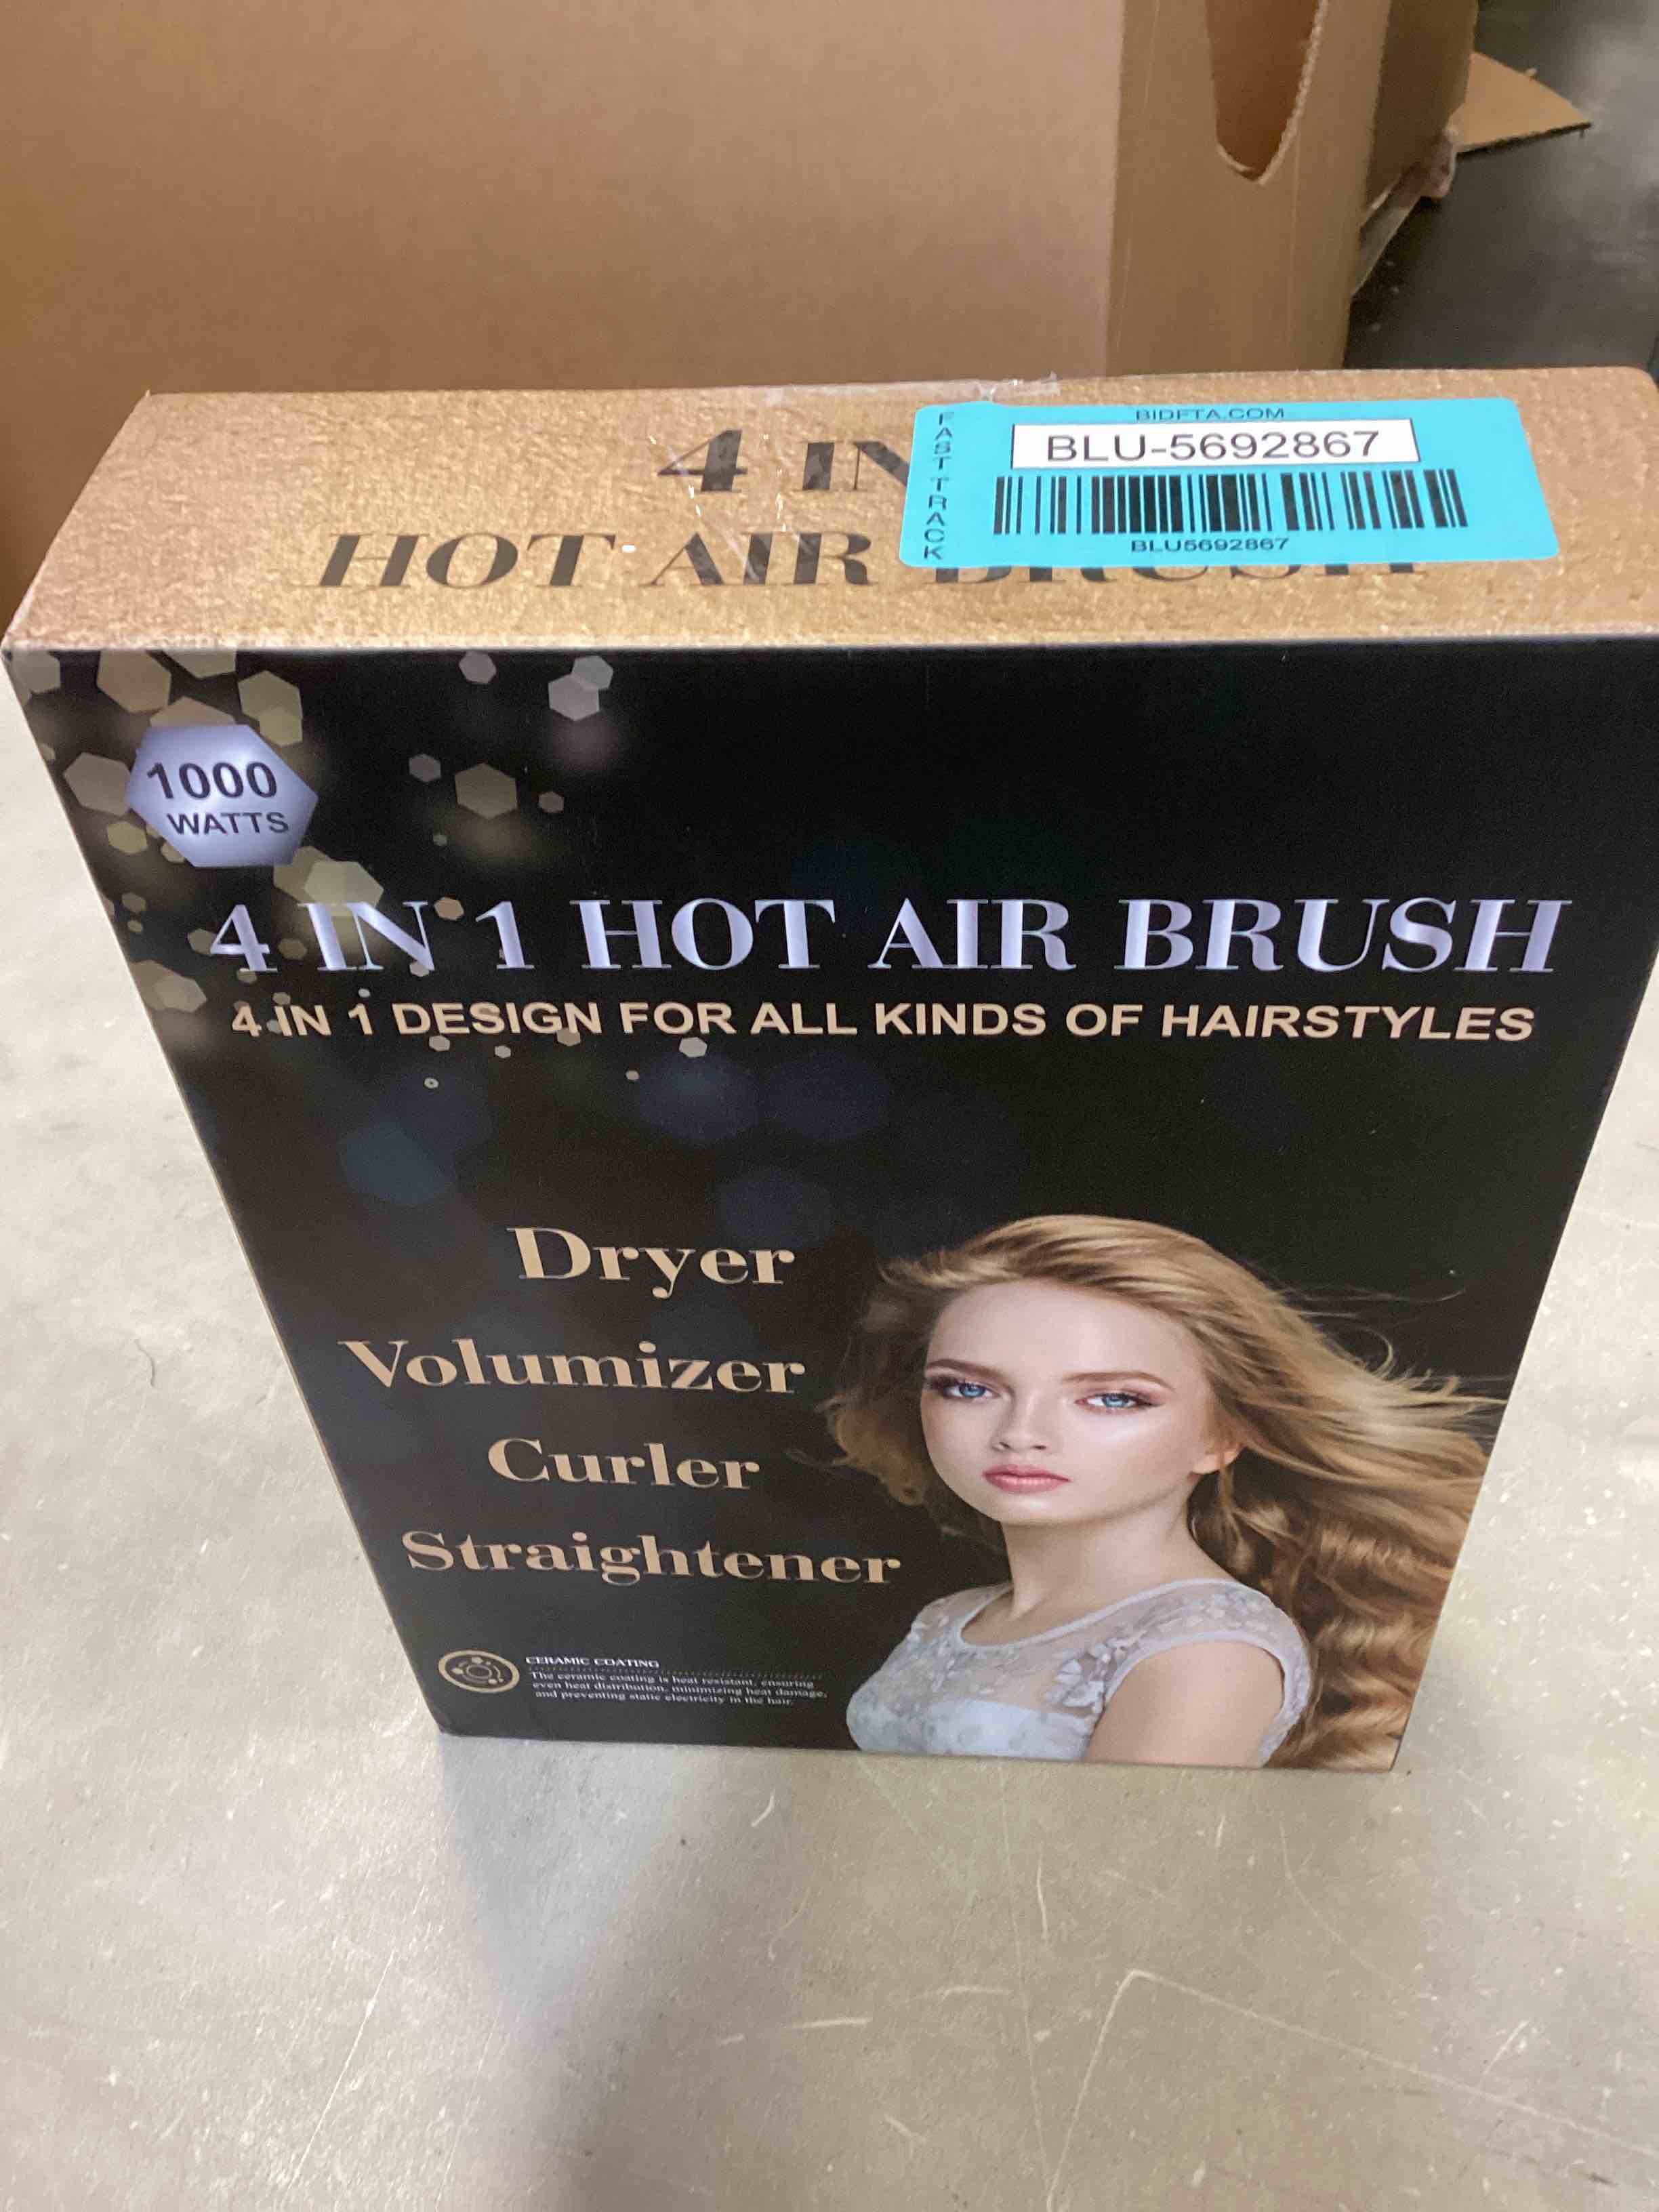 BIDFTA.COM
FAST TRACK
BLU-5692867
BLU5692867
4 IN
HOT AIR BRUSH
1000
WATTS
4 IN 1 HOT AIR BRUSH
4 IN 1 DESIGN FOR ALL KINDS OF HAIRSTYLES
Dryer
Volumizer
Curler
Straightener
CERAMIC COATING
The ceramic coating is heat resistant, ensuring
even heat distribution, minimizing heat damage,
and preventing static electricity in the hair.